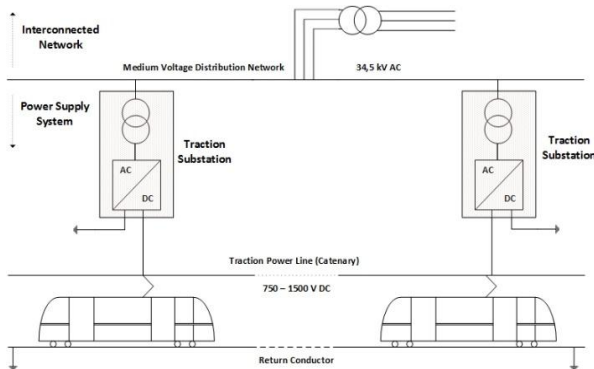 Interconnected
Network
Medium Voltage Distribution Network
34,5 kV AC
Power Supply
System
Traction
Substation
Traction
Substation
AC
DC
AC
DC
Traction Power Line (Catenary)
750 – 1500 V DC
Return Conductor